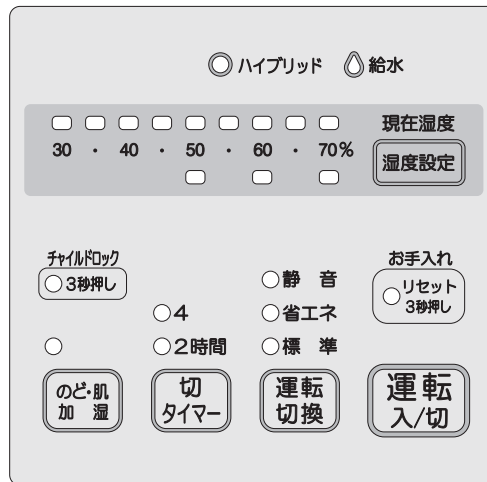 ハイブリッド 給水
現在湿度
30 ・ 40 ・ 50 ・ 60 ・ 70%
湿度設定
チャイルドロック
3秒押し
お手入れ
リセット
3秒押し
静 音
4
省エネ
2時間
標 準
のど・肌
加 湿
切
タイマー
運転
切換
運転
入/切